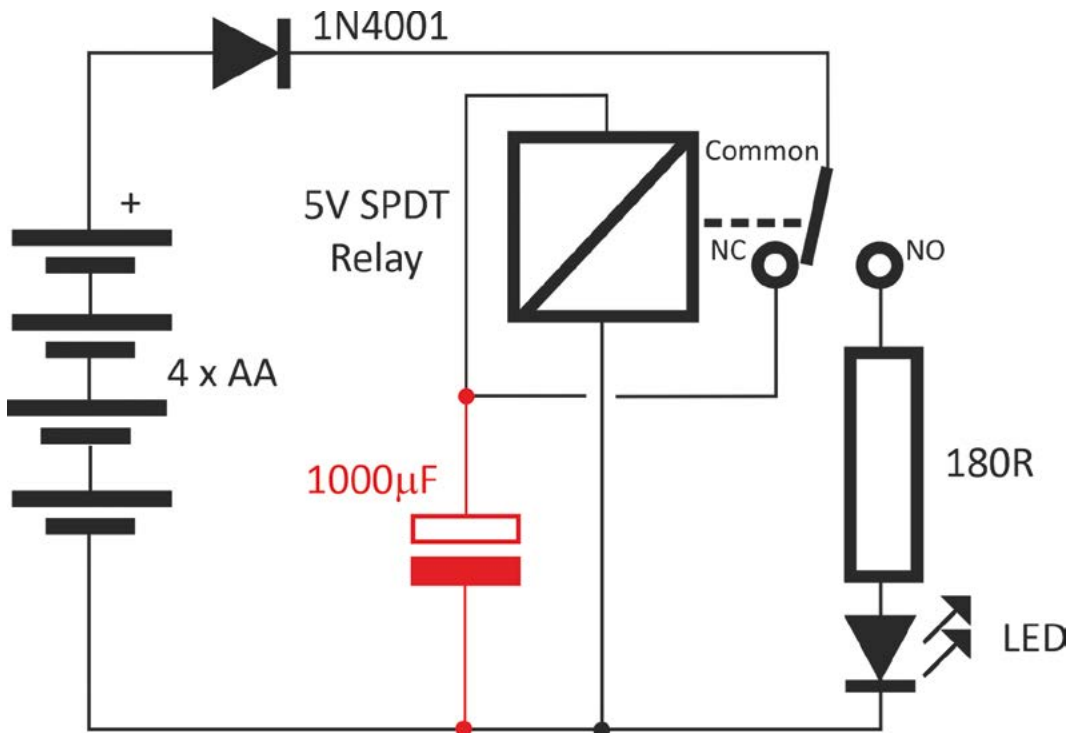 1N4001
Common
5V SPDT
Relay
NC
NO
+
4 x AA
1000µF
180R
LED